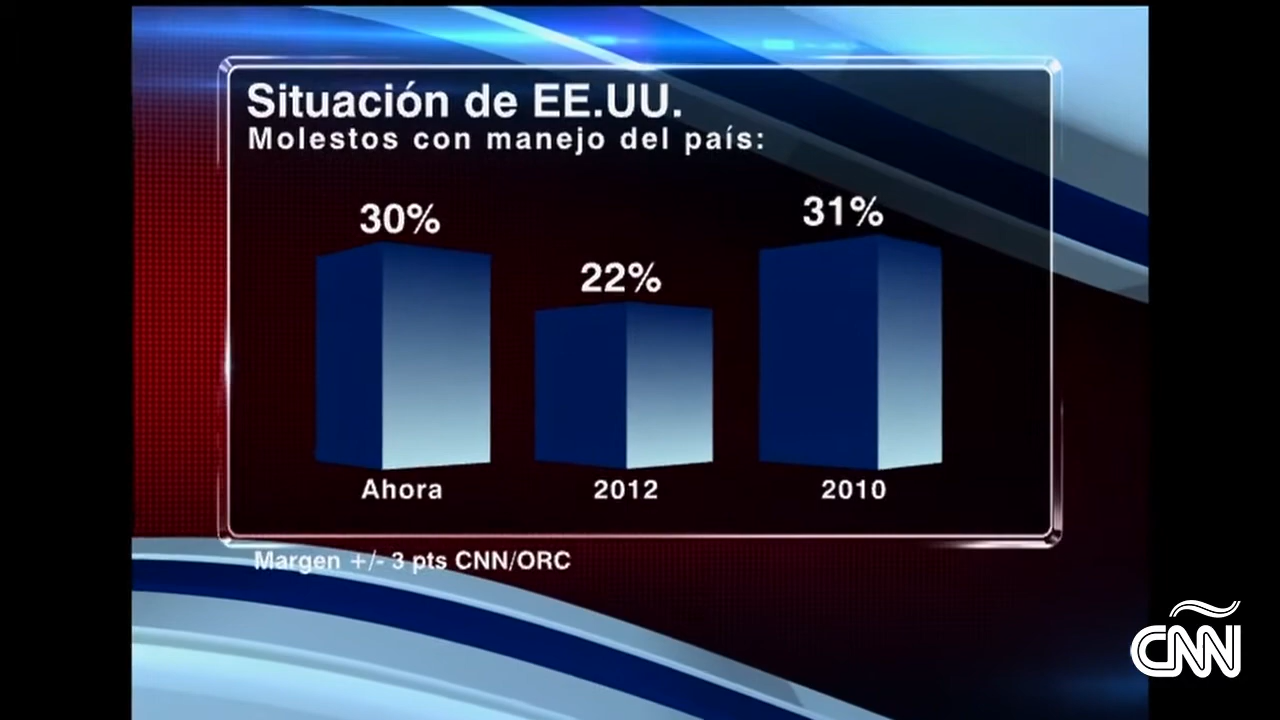 Situación de EE.UU.
Molestos con manejo del país:
30%
22%
31%
Ahora
2012
2010
Margen +/- 3 pts CNN/ORC
CNN